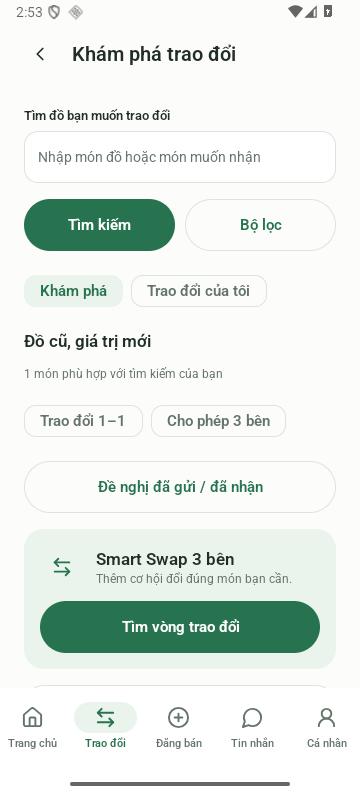 2:53
Khám phá trao đổi
Tìm đồ bạn muốn trao đổi
Nhập món đồ hoặc món muốn nhận
Tìm kiếm
Bộ lọc
Khám phá
Trao đổi của tôi
Đồ cũ, giá trị mới
1 món phù hợp với tìm kiếm của bạn
Trao đổi 1–1
Cho phép 3 bên
Đề nghị đã gửi / đã nhận
Smart Swap 3 bên
Thêm cơ hội đổi đúng món bạn cần.
Tìm vòng trao đổi
Trang chủ
Trao đổi
Đăng bán
Tin nhắn
Cá nhân